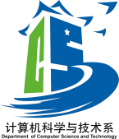 计算机科学与技术系
Department of Computer Science and Technology